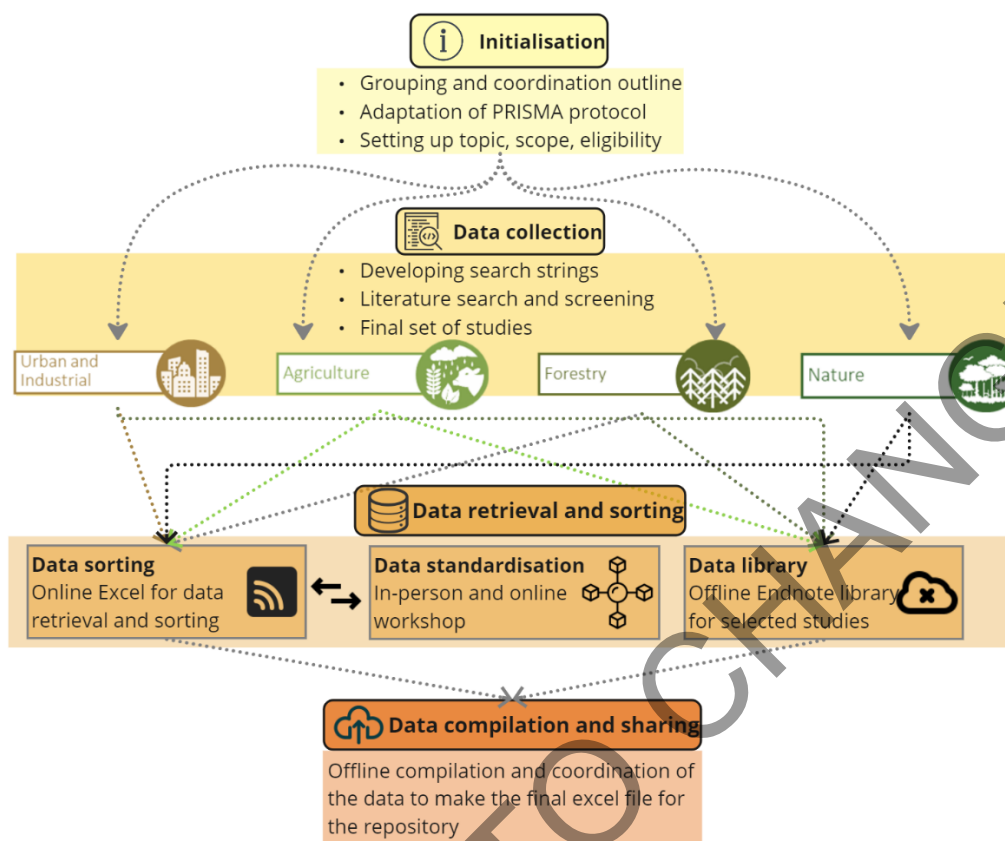 Initialisation
• Grouping and coordination outline
• Adaptation of PRISMA protocol
• Setting up topic, scope, eligibility
Data collection
• Developing search strings
• Literature search and screening
• Final set of studies
Urban and
Industrial
Agriculture
Forestry
Nature
Data retrieval and sorting
Data sorting
Online Excel for data
retrieval and sorting
Data standardisation
In-person and online
workshop
Data library
Offline Endnote library
for selected studies
Data compilation and sharing
Offline compilation and coordination of
the data to make the final excel file for
the repository
TO CHANG